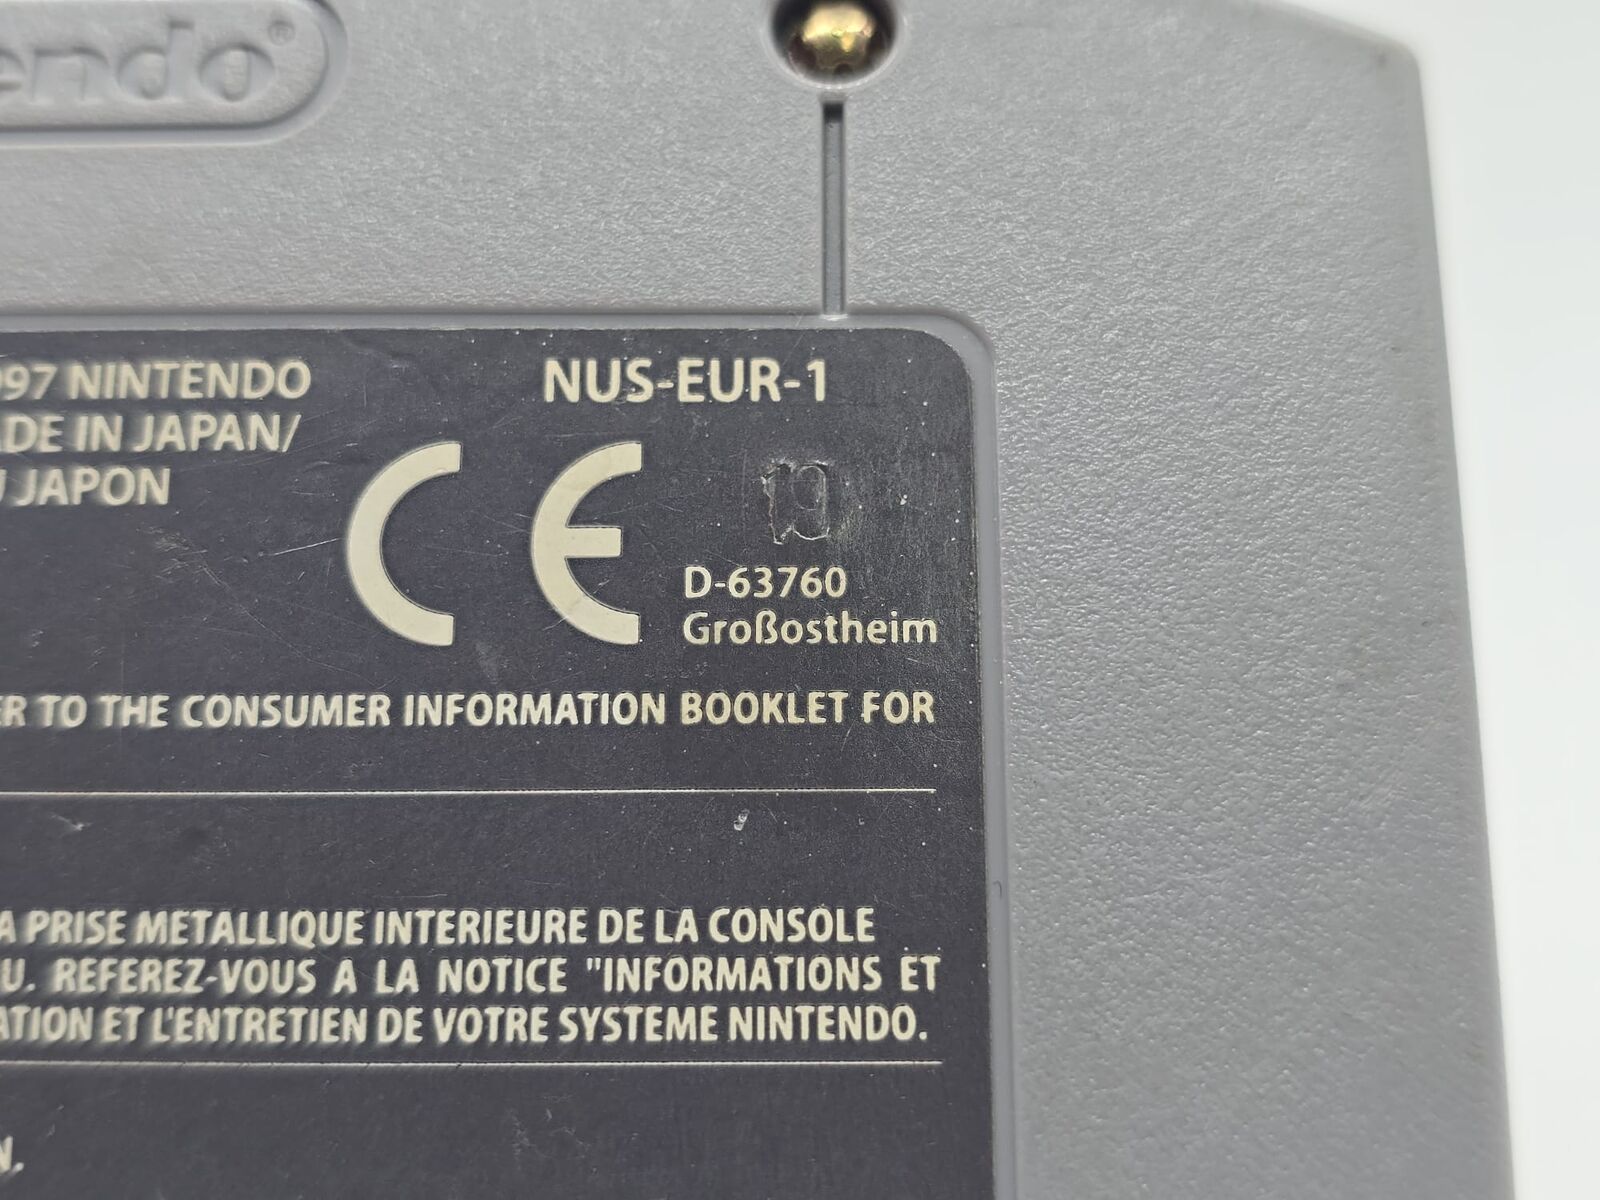 endo®
997 NINTENDO
NUS-EUR-1
ADE IN JAPAN/
U JAPON
CE
D-63760
Großostheim
ER TO THE CONSUMER INFORMATION BOOKLET FOR
A PRISE METALLIQUE INTERIEURE DE LA CONSOLE
U. REFEREZ-VOUS A LA NOTICE "INFORMATIONS ET
ATION ET L'ENTRETIEN DE VOTRE SYSTEME NINTENDO.
N.